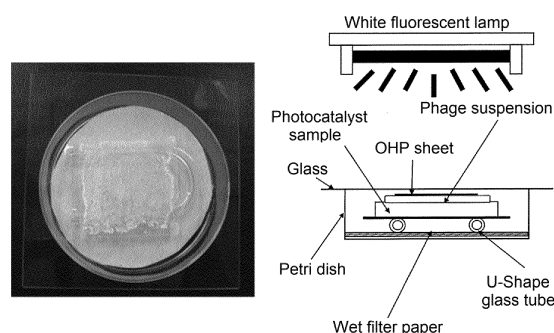 White fluorescent lamp
Photocatalyst
sample
Phage suspension
OHP sheet
Glass
Petri dish
U-Shape
glass tube
Wet filter paper